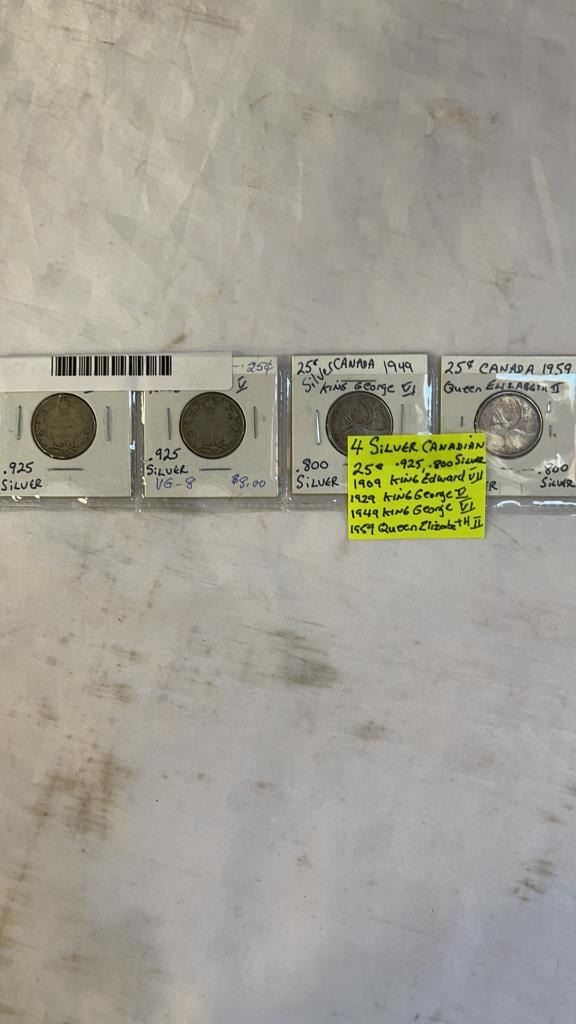 .925
SILVER
25¢
V
.925
SILVER
VG-8 $8.00
25¢ CANADA 1949
Silver
King George VI
.800
SILVER
25¢ CANADA 1959
Queen ELIZABETH II
.800
SILVER
4 SILVER CANADIAN
25¢ .925, .800 SILVER
1909 KING Edward VII
1929 KING George V
1949 KING George VI
1959 Queen Elizabeth II